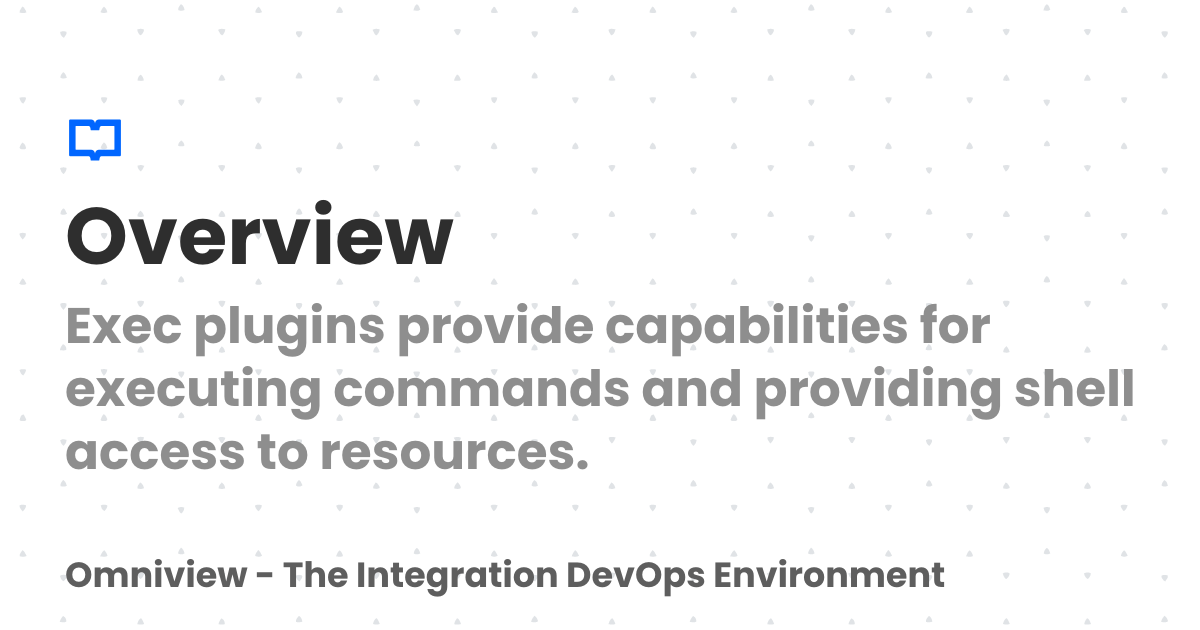 Overview
Exec plugins provide capabilities for
executing commands and providing shell
access to resources.
Omniview - The Integration DevOps Environment